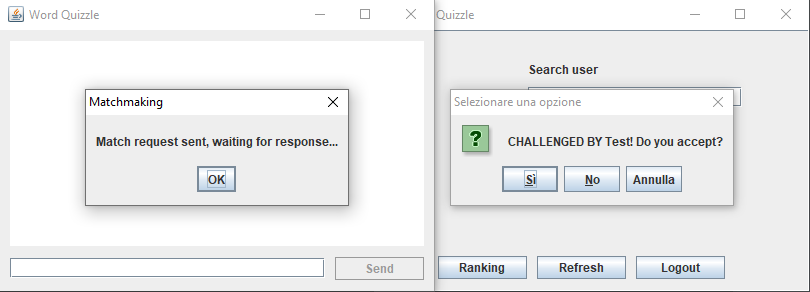 Word Quizzle
Matchmaking
Match request sent, waiting for response...
OK
Send
Quizzle
Search user
Selezionare una opzione
CHALLENGED BY Test! Do you accept?
Sì
No
Annulla
Ranking
Refresh
Logout